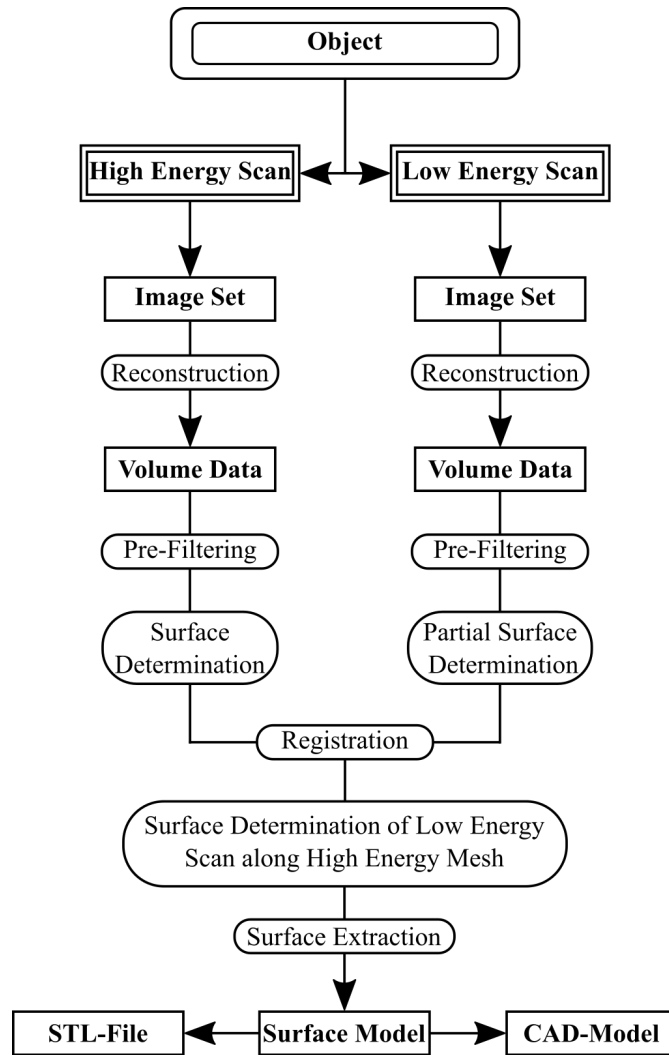 Object
High Energy Scan
Low Energy Scan
Image Set
Image Set
Reconstruction
Reconstruction
Volume Data
Volume Data
Pre-Filtering
Pre-Filtering
Surface
Determination
Partial Surface
Determination
Registration
Surface Determination of Low Energy
Scan along High Energy Mesh
Surface Extraction
STL-File
Surface Model
CAD-Model